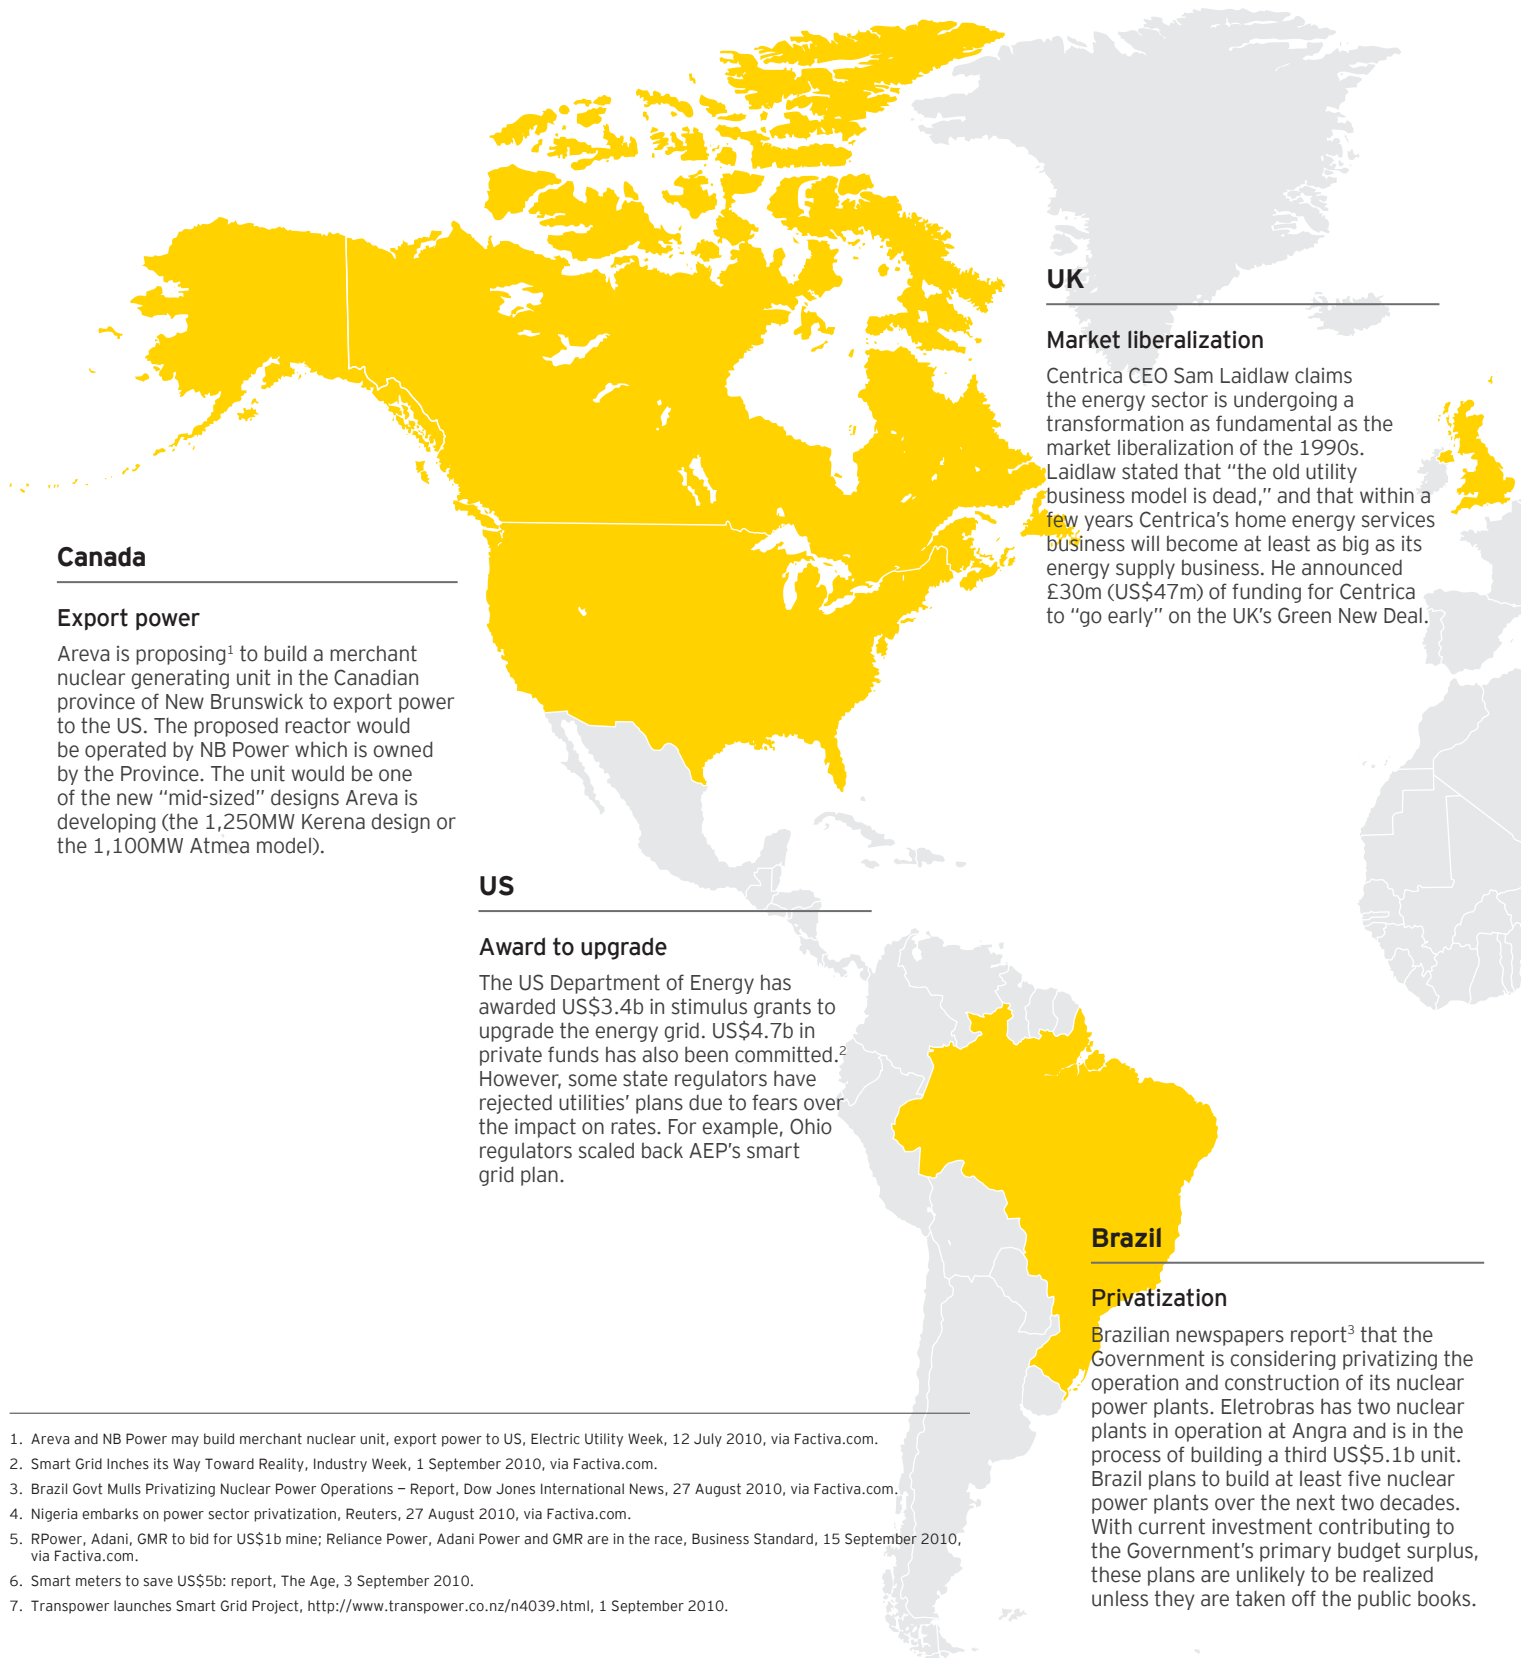 UK
Market liberalization
Centrica CEO Sam Laidlaw claims
the energy sector is undergoing a
transformation as fundamental as the
market liberalization of the 1990s.
Laidlaw stated that “the old utility
business model is dead,” and that within a
few years Centrica’s home energy services
business will become at least as big as its
energy supply business. He announced
£30m (US$47m) of funding for Centrica
to “go early” on the UK’s Green New Deal.
Canada
Export power
Areva is proposing1 to build a merchant
nuclear generating unit in the Canadian
province of New Brunswick to export power
to the US. The proposed reactor would
be operated by NB Power which is owned
by the Province. The unit would be one
of the new “mid-sized” designs Areva is
developing (the 1,250MW Kerena design or
the 1,100MW Atmea model).
US
Award to upgrade
The US Department of Energy has
awarded US$3.4b in stimulus grants to
upgrade the energy grid. US$4.7b in
private funds has also been committed.2
However, some state regulators have
rejected utilities’ plans due to fears over
the impact on rates. For example, Ohio
regulators scaled back AEP’s smart
grid plan.
Brazil
Privatization
Brazilian newspapers report3 that the
Government is considering privatizing the
operation and construction of its nuclear
power plants. Eletrobras has two nuclear
plants in operation at Angra and is in the
process of building a third US$5.1b unit.
Brazil plans to build at least five nuclear
power plants over the next two decades.
With current investment contributing to
the Government’s primary budget surplus,
these plans are unlikely to be realized
unless they are taken off the public books.
1. Areva and NB Power may build merchant nuclear unit, export power to US, Electric Utility Week, 12 July 2010, via Factiva.com.
2. Smart Grid Inches its Way Toward Reality, Industry Week, 1 September 2010, via Factiva.com.
3. Brazil Govt Mulls Privatizing Nuclear Power Operations — Report, Dow Jones International News, 27 August 2010, via Factiva.com.
4. Nigeria embarks on power sector privatization, Reuters, 27 August 2010, via Factiva.com.
5. RPower, Adani, GMR to bid for US$1b mine; Reliance Power, Adani Power and GMR are in the race, Business Standard, 15 September 2010,
via Factiva.com.
6. Smart meters to save US$5b: report, The Age, 3 September 2010.
7. Transpower launches Smart Grid Project, http://www.transpower.co.nz/n4039.html, 1 September 2010.